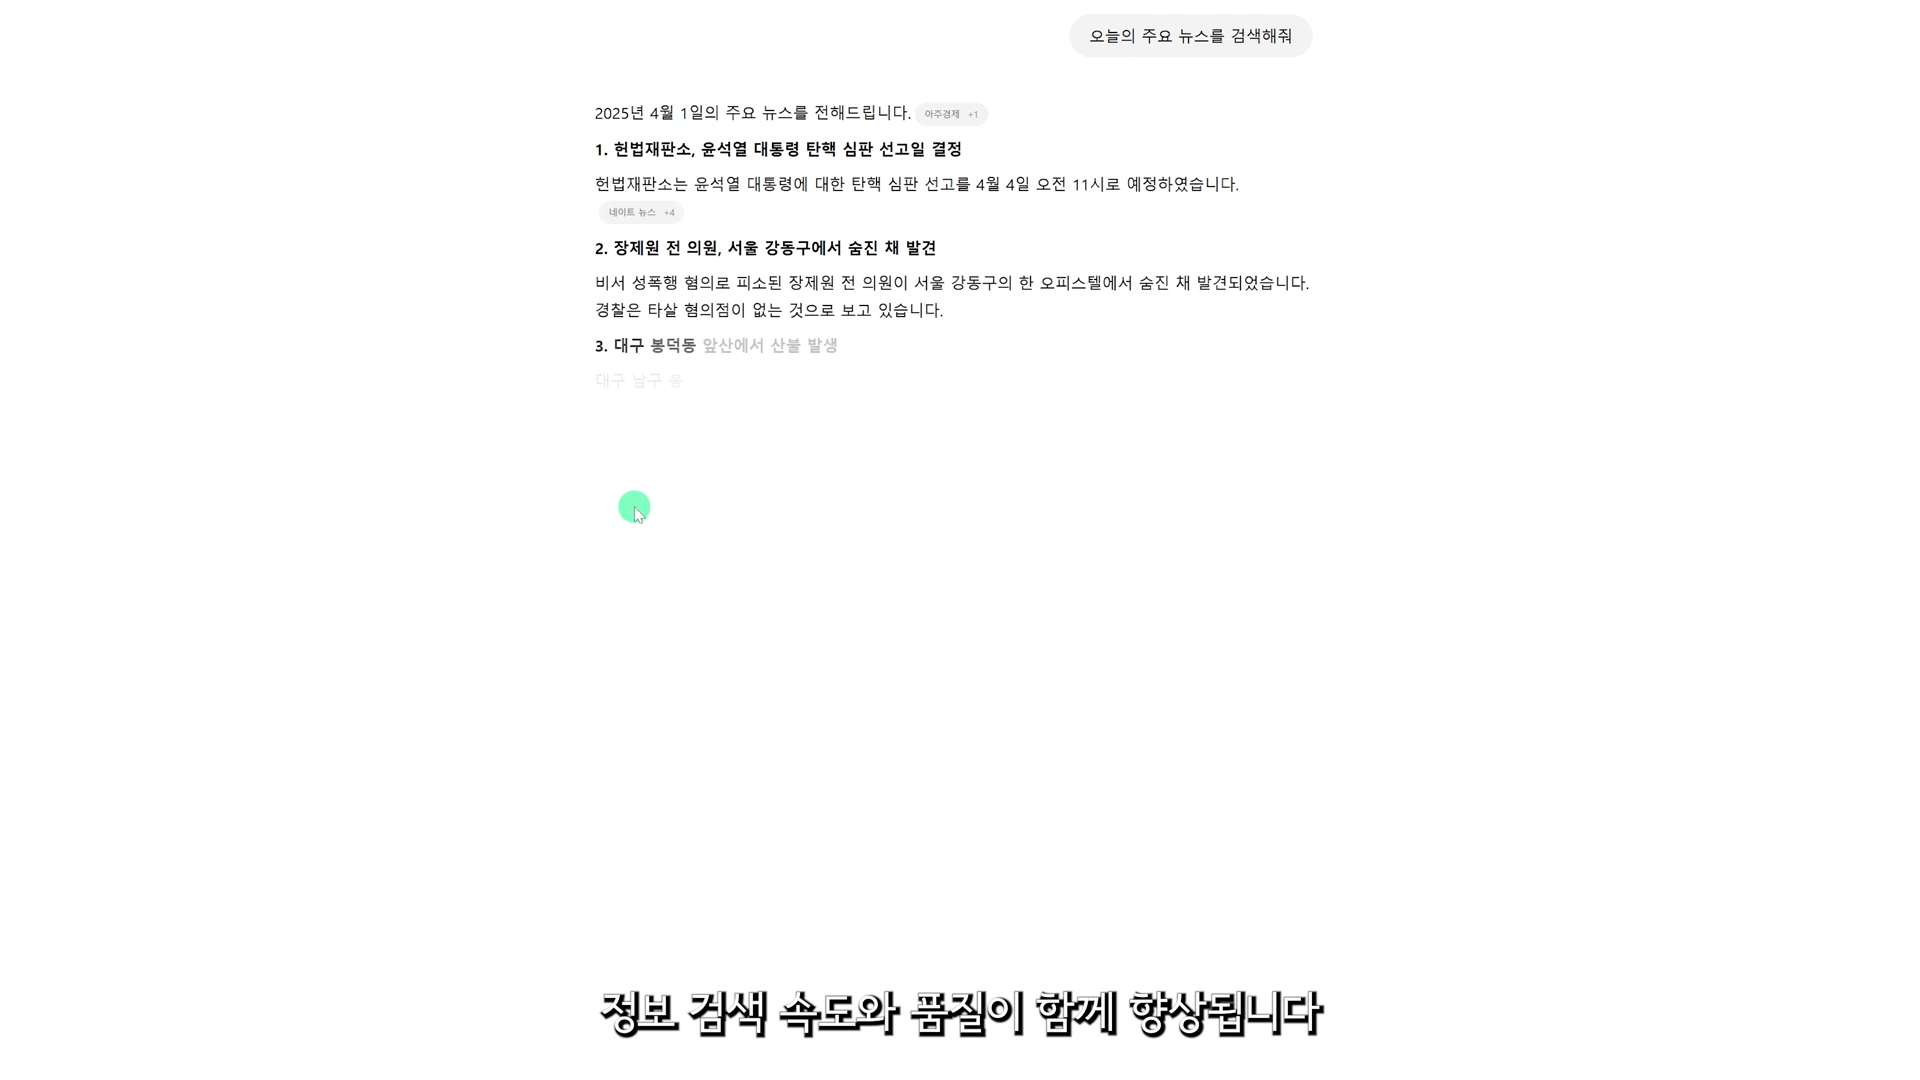 오늘의 주요 뉴스를 검색해줘
2025년 4월 1일의 주요 뉴스를 전해드립니다. 아주경제 +1
1. 헌법재판소, 윤석열 대통령 탄핵 심판 선고일 결정
헌법재판소는 윤석열 대통령에 대한 탄핵 심판 선고를 4월 4일 오전 11시로 예정하였습니다.
네이트 뉴스 +4
2. 장제원 전 의원, 서울 강동구에서 숨진 채 발견
비서 성폭행 혐의로 피소된 장제원 전 의원이 서울 강동구의 한 오피스텔에서 숨진 채 발견되었습니다.
경찰은 타살 혐의점이 없는 것으로 보고 있습니다.
3. 대구 봉덕동 앞산에서 산불 발생
대구 남구 봉
정보 검색 속도와 품질이 함께 향상됩니다